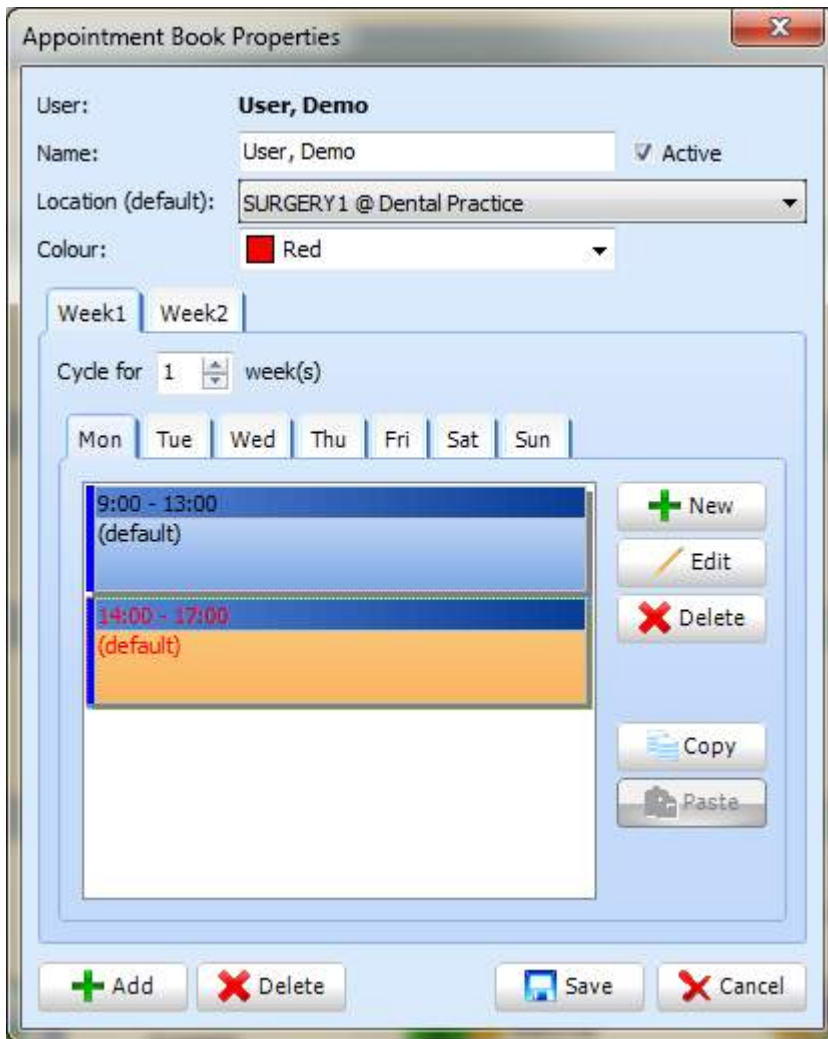 Appointment Book Properties
User: User, Demo
Name: User, Demo Active
Location (default): SURGERY1 @ Dental Practice
Colour: Red
Week1 Week2
Cycle for 1 week(s)
Mon Tue Wed Thu Fri Sat Sun
9:00 - 13:00
(default)
14:00 - 17:00
(default)
New
Edit
Delete
Copy
Paste
Add Delete Save Cancel